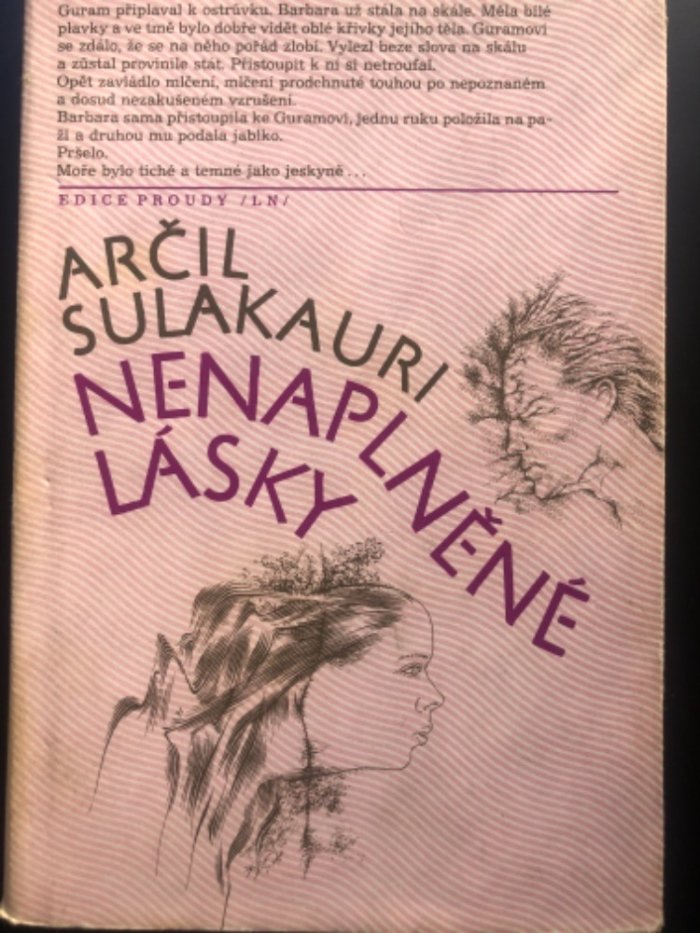 Guram připlaval k ostrůvku. Barbara už stála na skále. Měla bílé
plavky a ve tmě bylo dobře vidět oblé křivky jejího těla. Guramovi
se zdálo, že se na něho pořád zlobí. Vylezl beze slova na skálu
a zůstal provinile stát. Přistoupit k ní si netroufal.
Opět zavládlo mlčení, mlčení prodchnuté touhou po nepoznaném
a dosud nezakušeném vzrušení.
Barbara sama přistoupila ke Guramovi, jednu ruku položila na pa-
ži a druhou mu podala jablko.
Pršelo.
Moře bylo tiché a temné jako jeskyně...
EDICE PROUDY /LN/
ARČIL
SULAKAURI
NENAPLNĚNÉ
LÁSKY